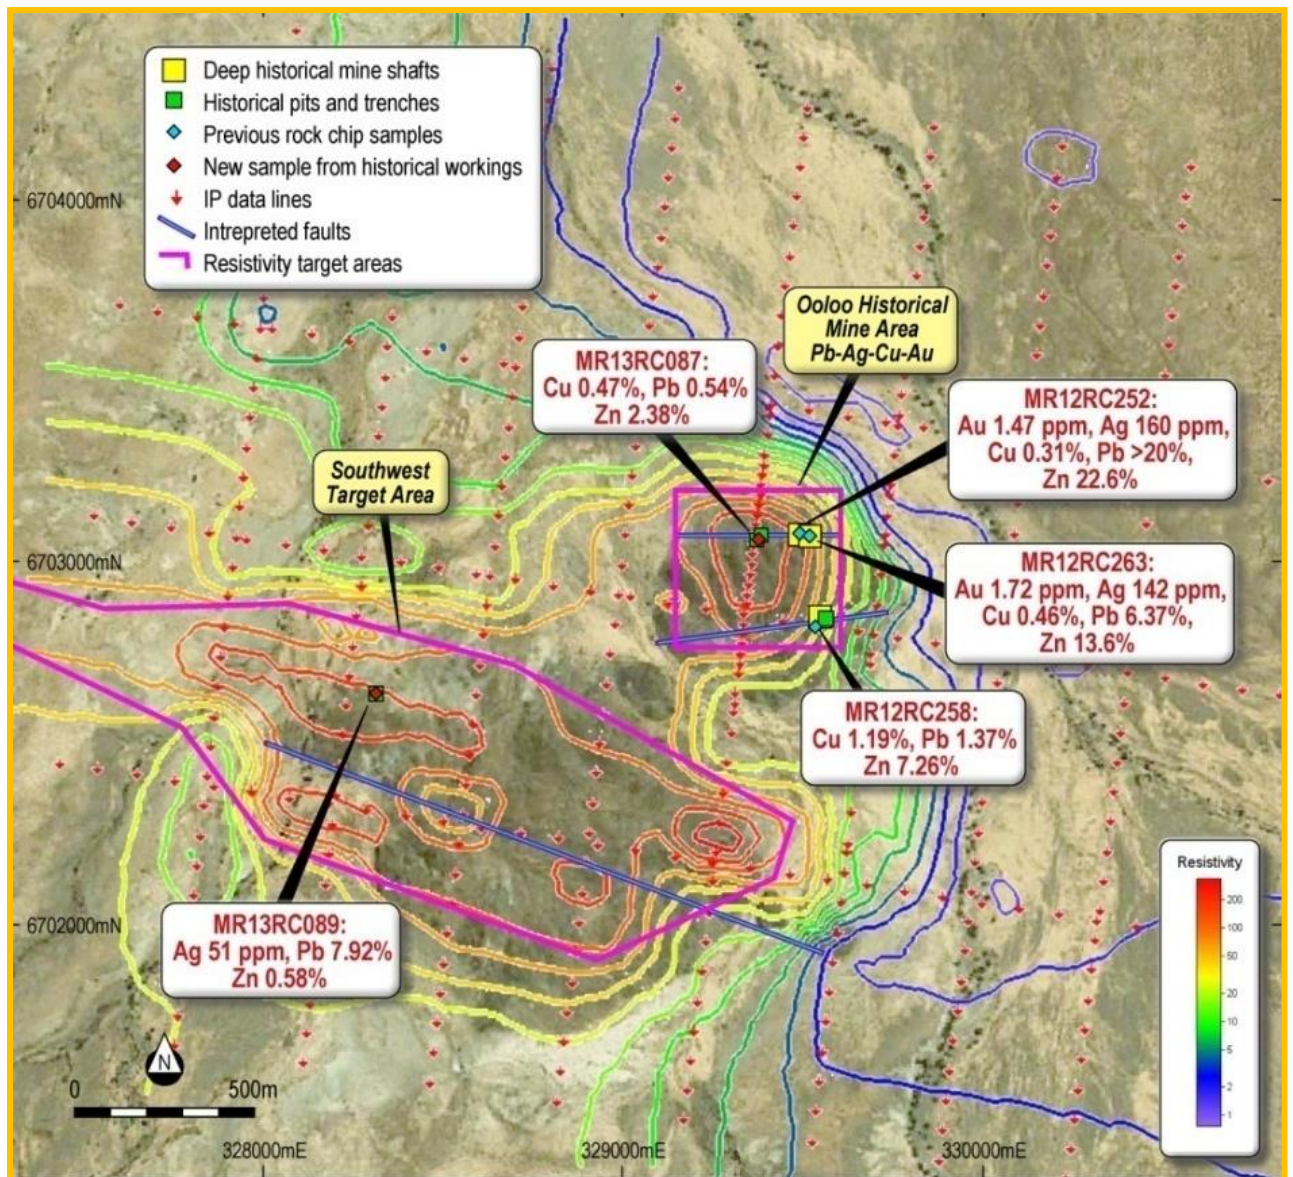 Deep historical mine shafts
Historical pits and trenches
Previous rock chip samples
New sample from historical workings
IP data lines
Intrepreted faults
Resistivity target areas
6704000mN
Ooloo Historical
Mine Area
Pb-Ag-Cu-Au
MR13RC087:
Cu 0.47%, Pb 0.54%
Zn 2.38%
MR12RC252:
Au 1.47 ppm, Ag 160 ppm,
Cu 0.31%, Pb >20%,
Zn 22.6%
Southwest
Target Area
6703000mN
MR12RC263:
Au 1.72 ppm, Ag 142 ppm,
Cu 0.46%, Pb 6.37%,
Zn 13.6%
MR12RC258:
Cu 1.19%, Pb 1.37%
Zn 7.26%
Resistivity
200
100
50
20
10
5
2
1
6702000mN
MR13RC089:
Ag 51 ppm, Pb 7.92%
Zn 0.58%
N
0 500m
328000mE
329000mE
330000mE